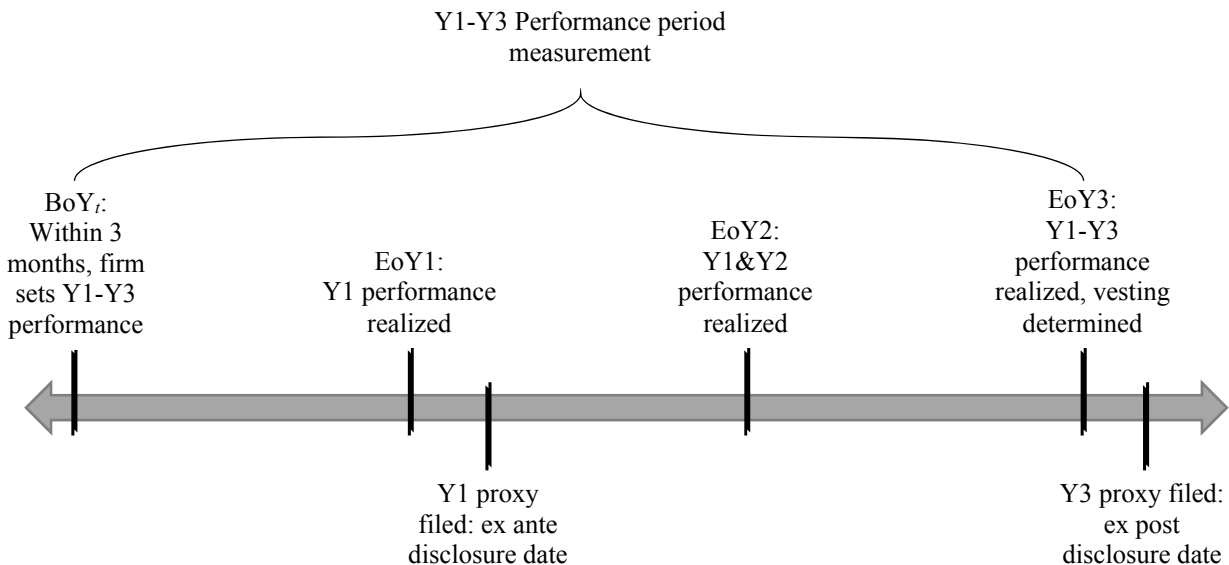 Y1-Y3 Performance period
measurement
BoYt:
Within 3
months, firm
sets Y1-Y3
performance
EoY1:
Y1 performance
realized
EoY2:
Y1&Y2
performance
realized
EoY3:
Y1-Y3
performance
realized, vesting
determined
Y1 proxy
filed: ex ante
disclosure date
Y3 proxy filed:
ex post
disclosure date